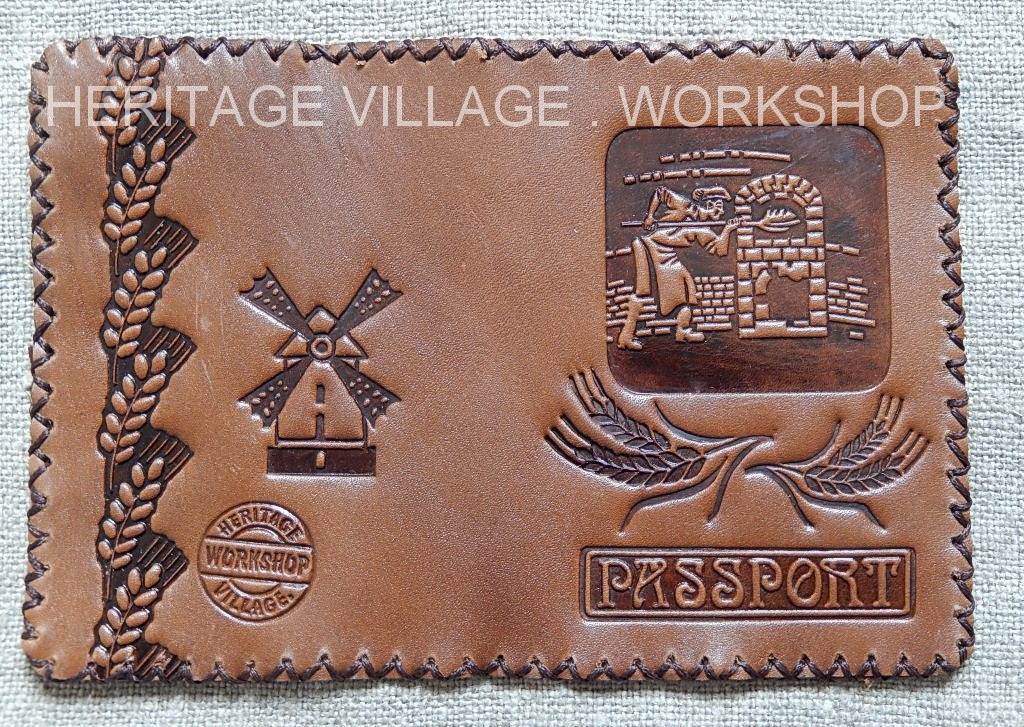 HERITAGE VILLAGE . WORKSHOP
HERITAGE
WORKSHOP
VILLAGE.
PASSPORT